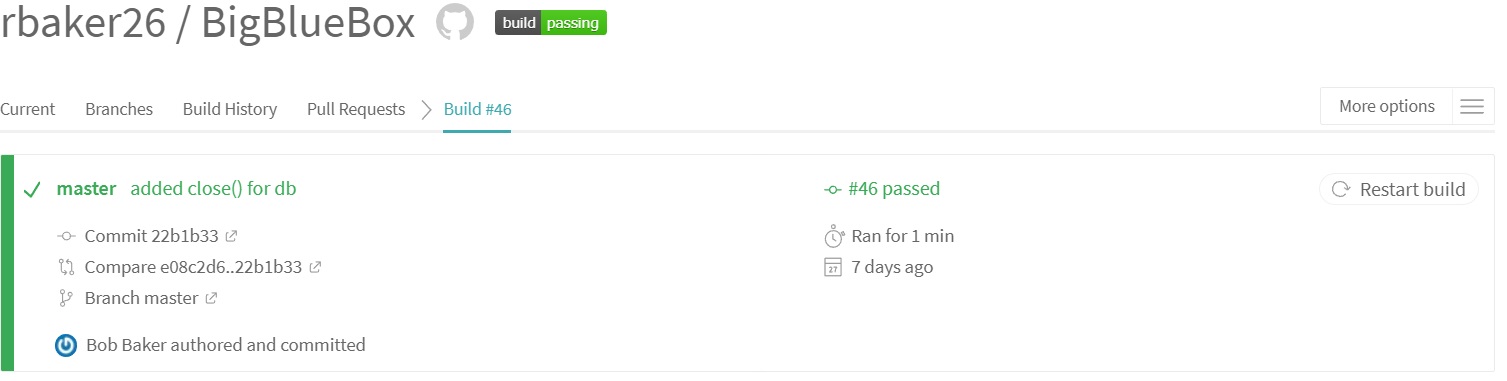 rbaker26 / BigBlueBox build passing
Current Branches Build History Pull Requests Build #46 More options
master added close() for db #46 passed Restart build
Commit 22b1b33 Ran for 1 min
Compare e08c2d6..22b1b33 27 7 days ago
Branch master
Bob Baker authored and committed